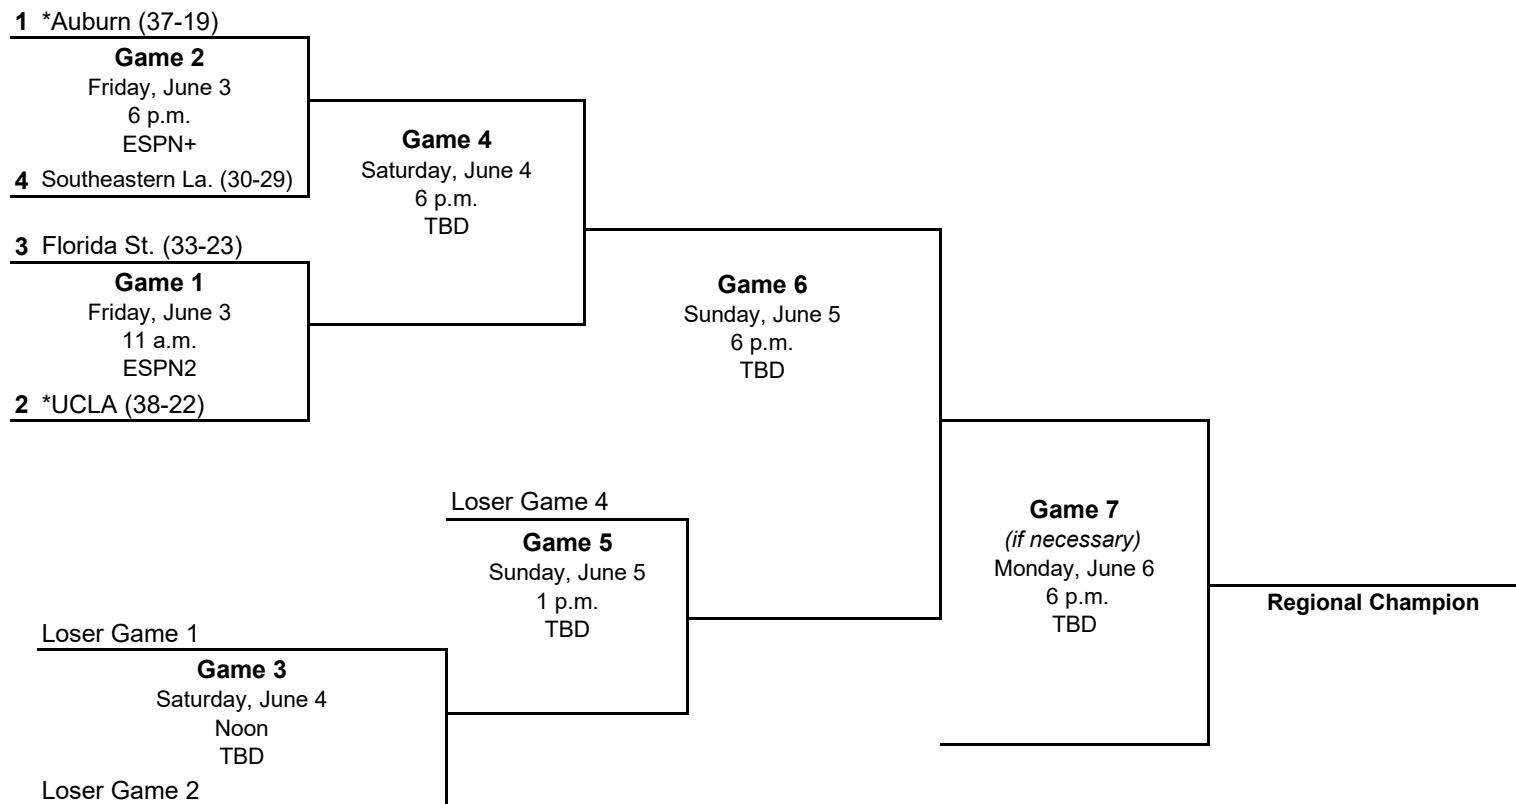 1 *Auburn (37-19)
Game 2
Friday, June 3
6 p.m.
ESPN+
4 Southeastern La. (30-29)
3 Florida St. (33-23)
Game 1
Friday, June 3
11 a.m.
ESPN2
2 *UCLA (38-22)
Game 4
Saturday, June 4
6 p.m.
TBD
Game 6
Sunday, June 5
6 p.m.
TBD
Loser Game 4
Game 5
Sunday, June 5
1 p.m.
TBD
Loser Game 1
Game 3
Saturday, June 4
Noon
TBD
Loser Game 2
Game 7
(if necessary)
Monday, June 6
6 p.m.
TBD
Regional Champion